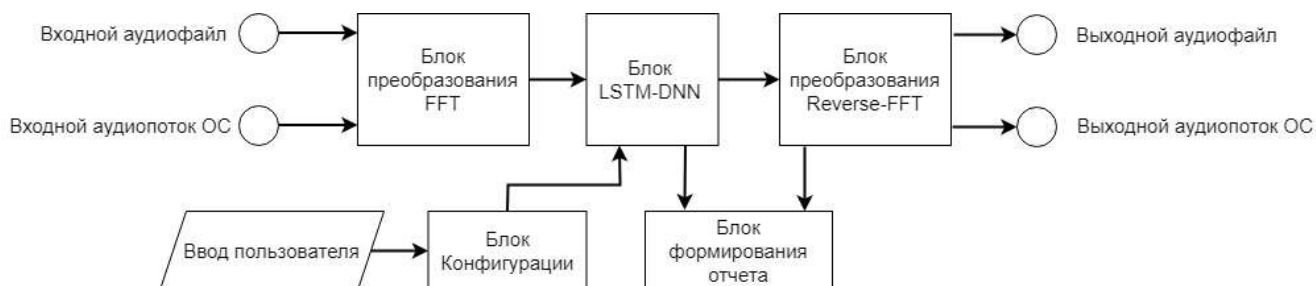 Входной аудиофайл
Блок
преобразования
FFT
Блок
LSTM-DNN
Блок
преобразования
Reverse-FFT
Выходной аудиофайл
Входной аудиопоток ОС
Выходной аудиопоток ОС
Ввод пользователя
Блок
Конфигурации
Блок
формирования
отчета